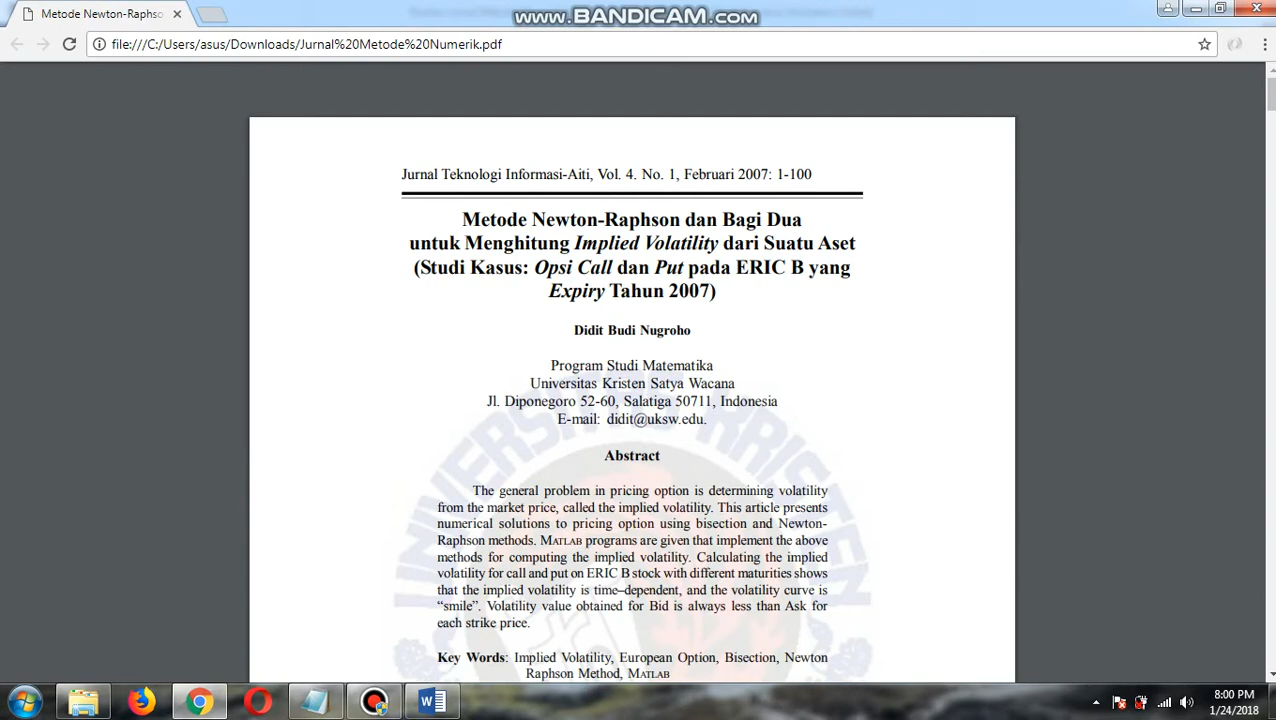 www.BANDICAM.com
Metode Newton-Raphso
file:///C:/Users/asus/Downloads/Jurnal%20Metode%20Numerik.pdf
Jurnal Teknologi Informasi-Aiti, Vol. 4. No. 1, Februari 2007: 1-100
Metode Newton-Raphson dan Bagi Dua
untuk Menghitung Implied Volatility dari Suatu Aset
(Studi Kasus: Opsi Call dan Put pada ERIC B yang
Expiry Tahun 2007)
Didit Budi Nugroho
Program Studi Matematika
Universitas Kristen Satya Wacana
Jl. Diponegoro 52-60, Salatiga 50711, Indonesia
E-mail: didit@uksw.edu.
Abstract
The general problem in pricing option is determining volatility
from the market price, called the implied volatility. This article presents
numerical solutions to pricing option using bisection and Newton-
Raphson methods. MATLAB programs are given that implement the above
methods for computing the implied volatility. Calculating the implied
volatility for call and put on ERIC B stock with different maturities shows
that the implied volatility is time–dependent, and the volatility curve is
“smile”. Volatility value obtained for Bid is always less than Ask for
each strike price.
Key Words: Implied Volatility, European Option, Bisection, Newton
Raphson Method, MATLAB
UNIVERSITAS KRISTEN
8:00 PM
1/24/2018